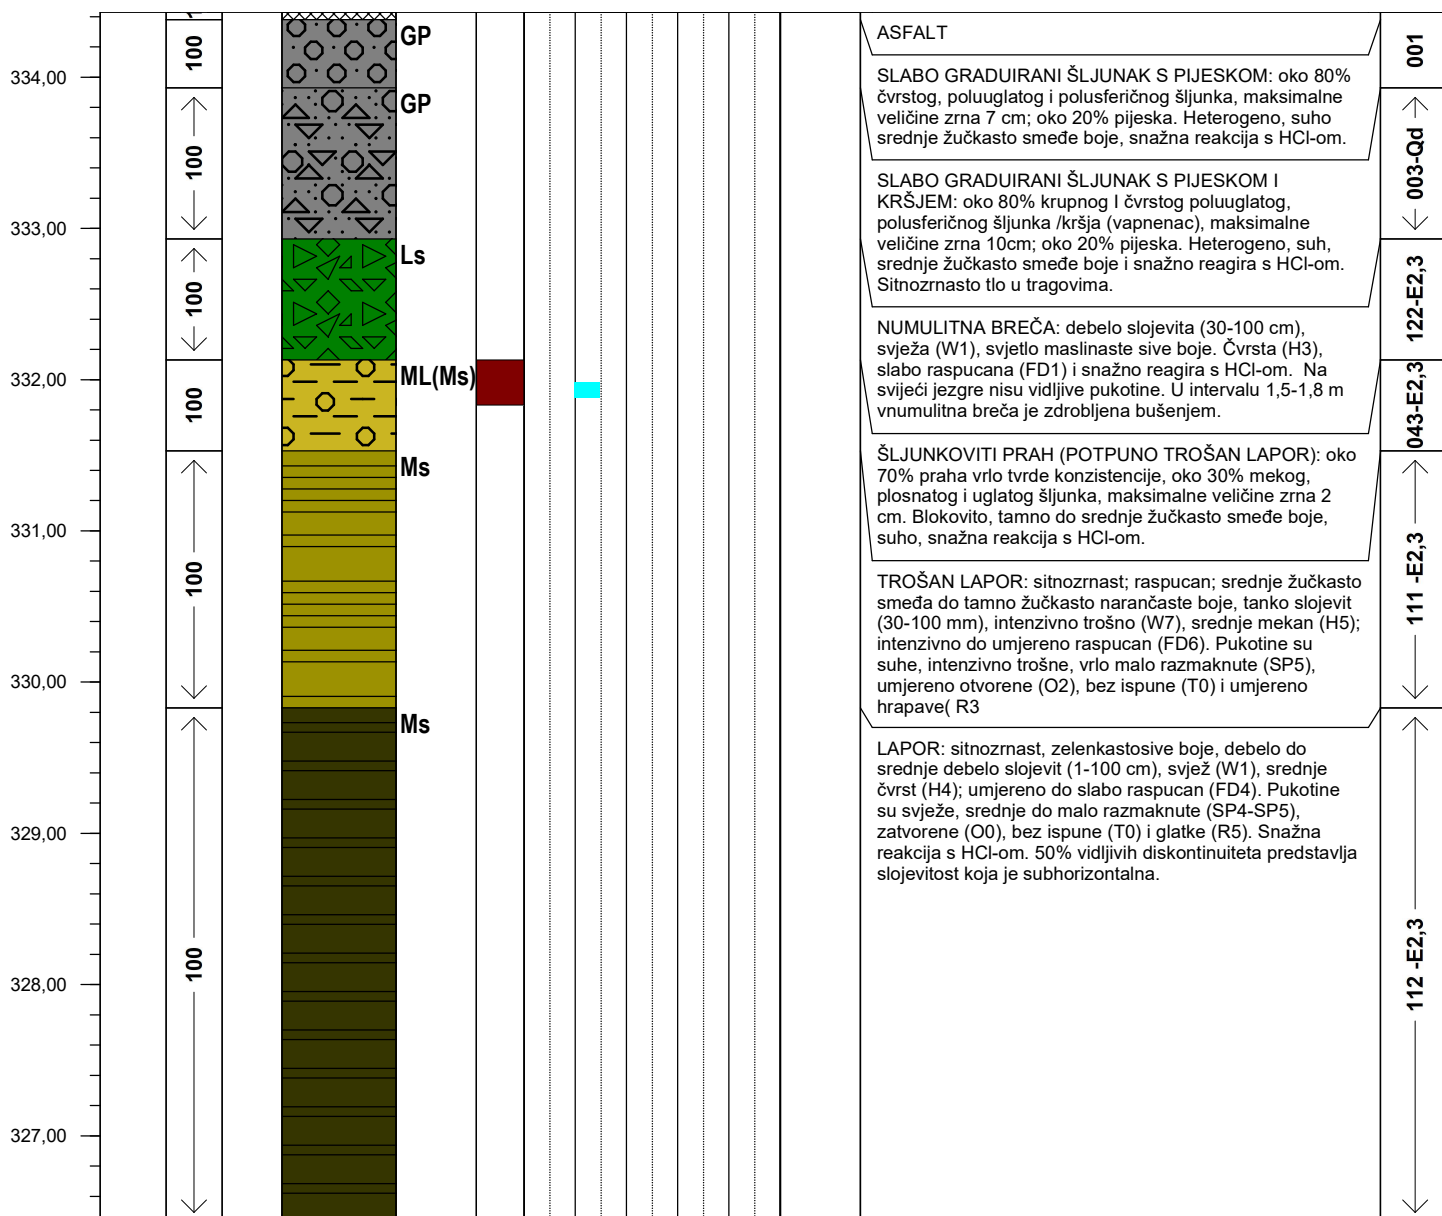 334,00
333,00
332,00
331,00
330,00
329,00
328,00
327,00
100
100
100
100
100
100
GP
GP
Ls
ML(Ms)
Ms
Ms
ASFALT
SLABO GRADUIRANI ŠLJUNAK S PIJESKOM: oko 80%
čvrstog, poluuglatog i polusferičnog šljunka, maksimalne
veličine zrna 7 cm; oko 20% pijeska. Heterogeno, suho
srednje žučkasto smeđe boje, snažna reakcija s HCl-om.
SLABO GRADUIRANI ŠLJUNAK S PIJESKOM I
KRŠJEM: oko 80% krupnog I čvrstog poluuglatog,
polusferičnog šljunka /kršja (vapnenac), maksimalne
veličine zrna 10cm; oko 20% pijeska. Heterogeno, suh,
srednje žučkasto smeđe boje i snažno reagira s HCl-om.
Sitnozrnasto tlo u tragovima.
NUMULITNA BREČA: debelo slojevita (30-100 cm),
svježa (W1), svjetlo maslinaste sive boje. Čvrsta (H3),
slabo raspucana (FD1) i snažno reagira s HCl-om. Na
svijeći jezgre nisu vidljive pukotine. U intervalu 1,5-1,8 m
vnumulitna breča je zdrobljena bušenjem.
ŠLJUNKOVITI PRAH (POTPUNO TROŠAN LAPOR): oko
70% praha vrlo tvrde konzistencije, oko 30% mekog,
plosnatog i uglatog šljunka, maksimalne veličine zrna 2
cm. Blokovito, tamno do srednje žučkasto smeđe boje,
suho, snažna reakcija s HCl-om.
TROŠAN LAPOR: sitnozrnast; raspucan; srednje žučkasto
smeđa do tamno žučkasto narančaste boje, tanko slojevit
(30-100 mm), intenzivno trošno (W7), srednje mekan (H5);
intenzivno do umjereno raspucan (FD6). Pukotine su
suhe, intenzivno trošne, vrlo malo razmaknute (SP5),
umjereno otvorene (O2), bez ispune (T0) i umjereno
hrapave( R3
LAPOR: sitnozrnast, zelenkastosive boje, debelo do
srednje debelo slojevit (1-100 cm), svjež (W1), srednje
čvrst (H4); umjereno do slabo raspucan (FD4). Pukotine
su svježe, srednje do malo razmaknute (SP4-SP5),
zatvorene (O0), bez ispune (T0) i glatke (R5). Snažna
reakcija s HCl-om. 50% vidljivih diskontinuiteta predstavlja
slojevitost koja je subhorizontalna.
001
003-Qd
122-E2,3
043-E2,3
111 -E2,3
112 -E2,3